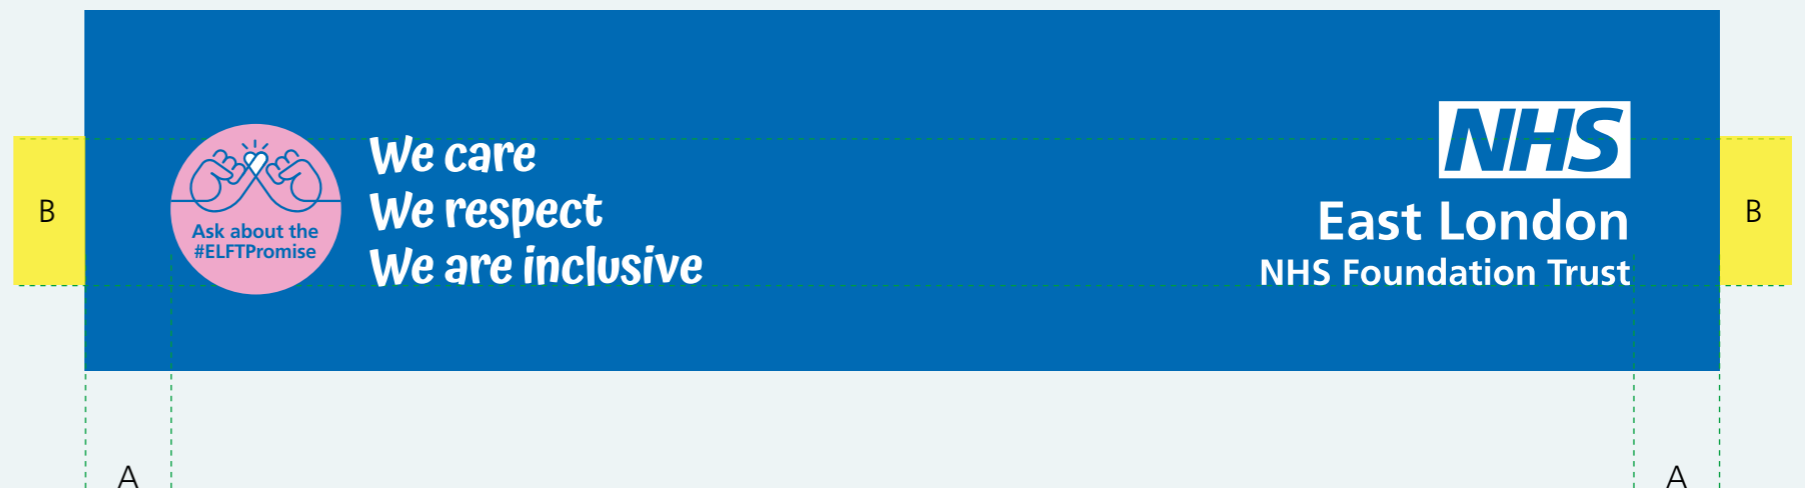 B
Ask about the
#ELFTPromise
We care
We respect
We are inclusive
NHS
East London
NHS Foundation Trust
B
A
A